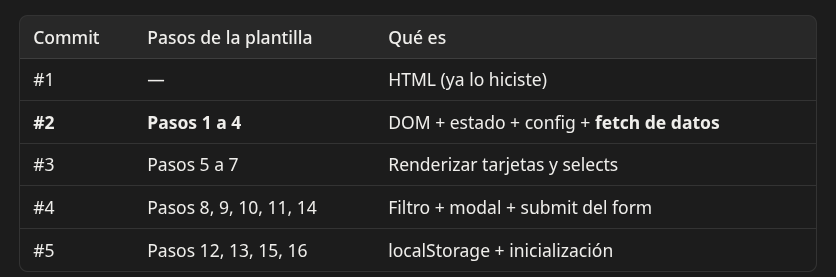 Commit Pasos de la plantilla Qué es
#1 — HTML (ya lo hiciste)
#2 Pasos 1 a 4 DOM + estado + config + fetch de datos
#3 Pasos 5 a 7 Renderizar tarjetas y selects
#4 Pasos 8, 9, 10, 11, 14 Filtro + modal + submit del form
#5 Pasos 12, 13, 15, 16 localStorage + inicialización